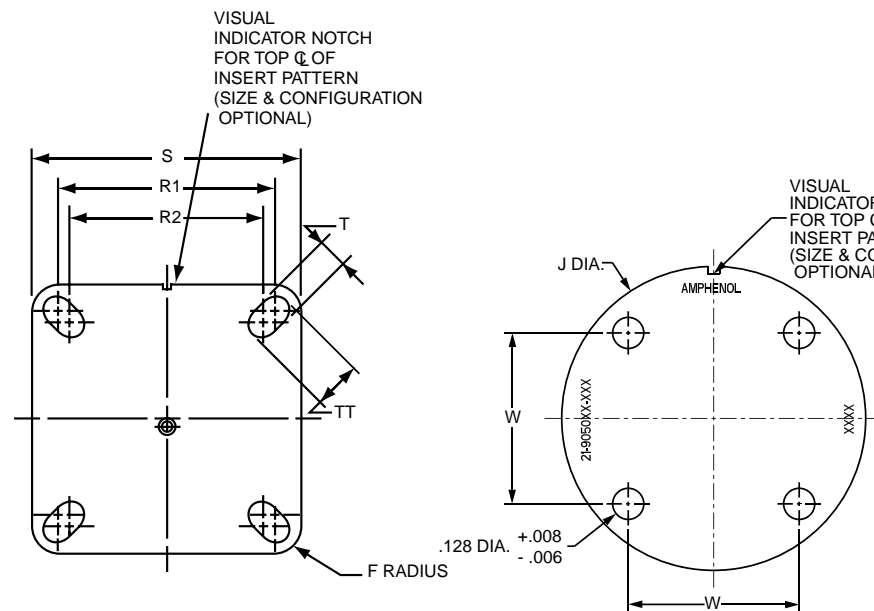 VISUAL
INDICATOR NOTCH
FOR TOP ℄ OF
INSERT PATTERN
(SIZE & CONFIGURATION
OPTIONAL)
S
R1
R2
T
TT
F RADIUS
VISUAL
INDICATOR
FOR TOP
INSERT PA
(SIZE & CO
OPTIONAL
J DIA.
AMPHENOL
W
21-9050XX-XXX
XXXX
.128 DIA. +.008
- .006
W